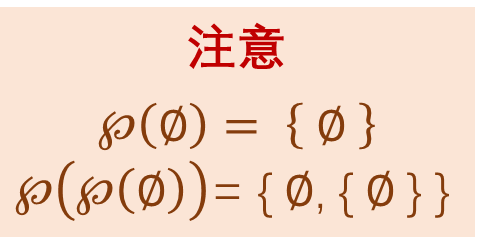 注意
℘(∅) = { ∅ }
℘(℘(∅)) = { ∅, { ∅ } }